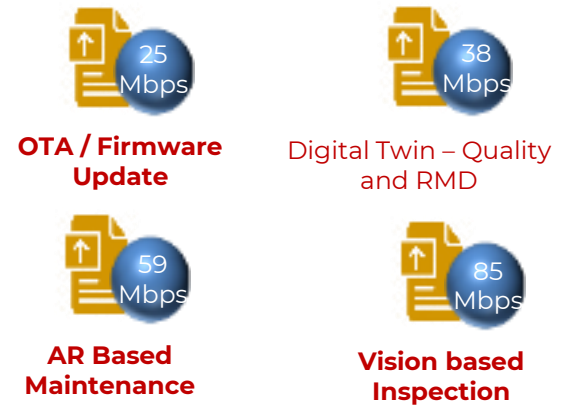 25
Mbps
OTA / Firmware
Update
38
Mbps
Digital Twin – Quality
and RMD
59
Mbps
AR Based
Maintenance
85
Mbps
Vision based
Inspection